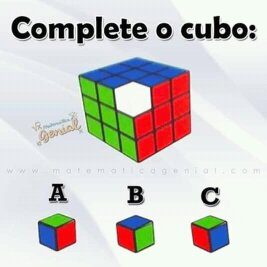 Complete o cubo:
Matemática
Genial
www.matematicagenial.com
A B C